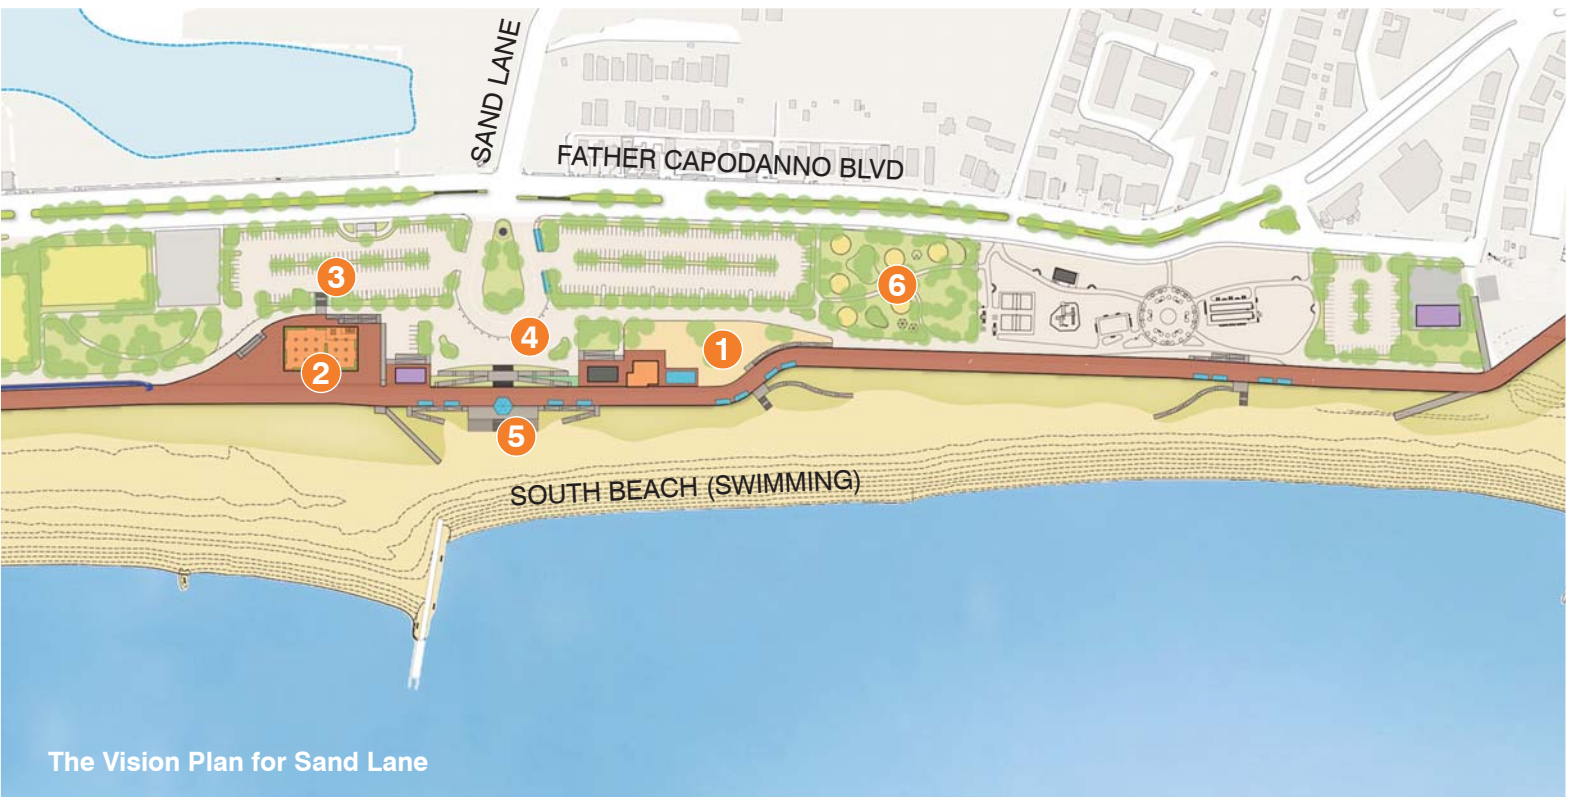 SAND LANE
FATHER CAPODANNO BLVD
3
6
4
1
2
5
SOUTH BEACH (SWIMMING)
The Vision Plan for Sand Lane